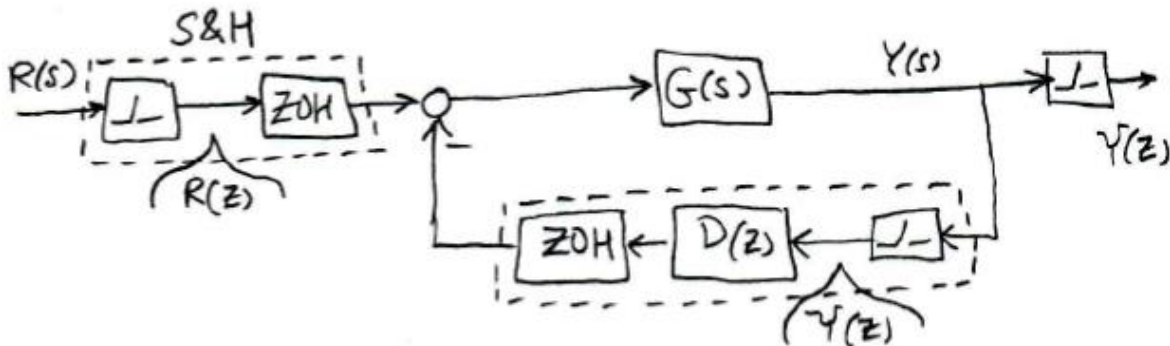 S&H
R(s)
ZOH
R(z)
−
G(s)
Y(s)
Y(z)
ZOH
D(z)
Y(z)